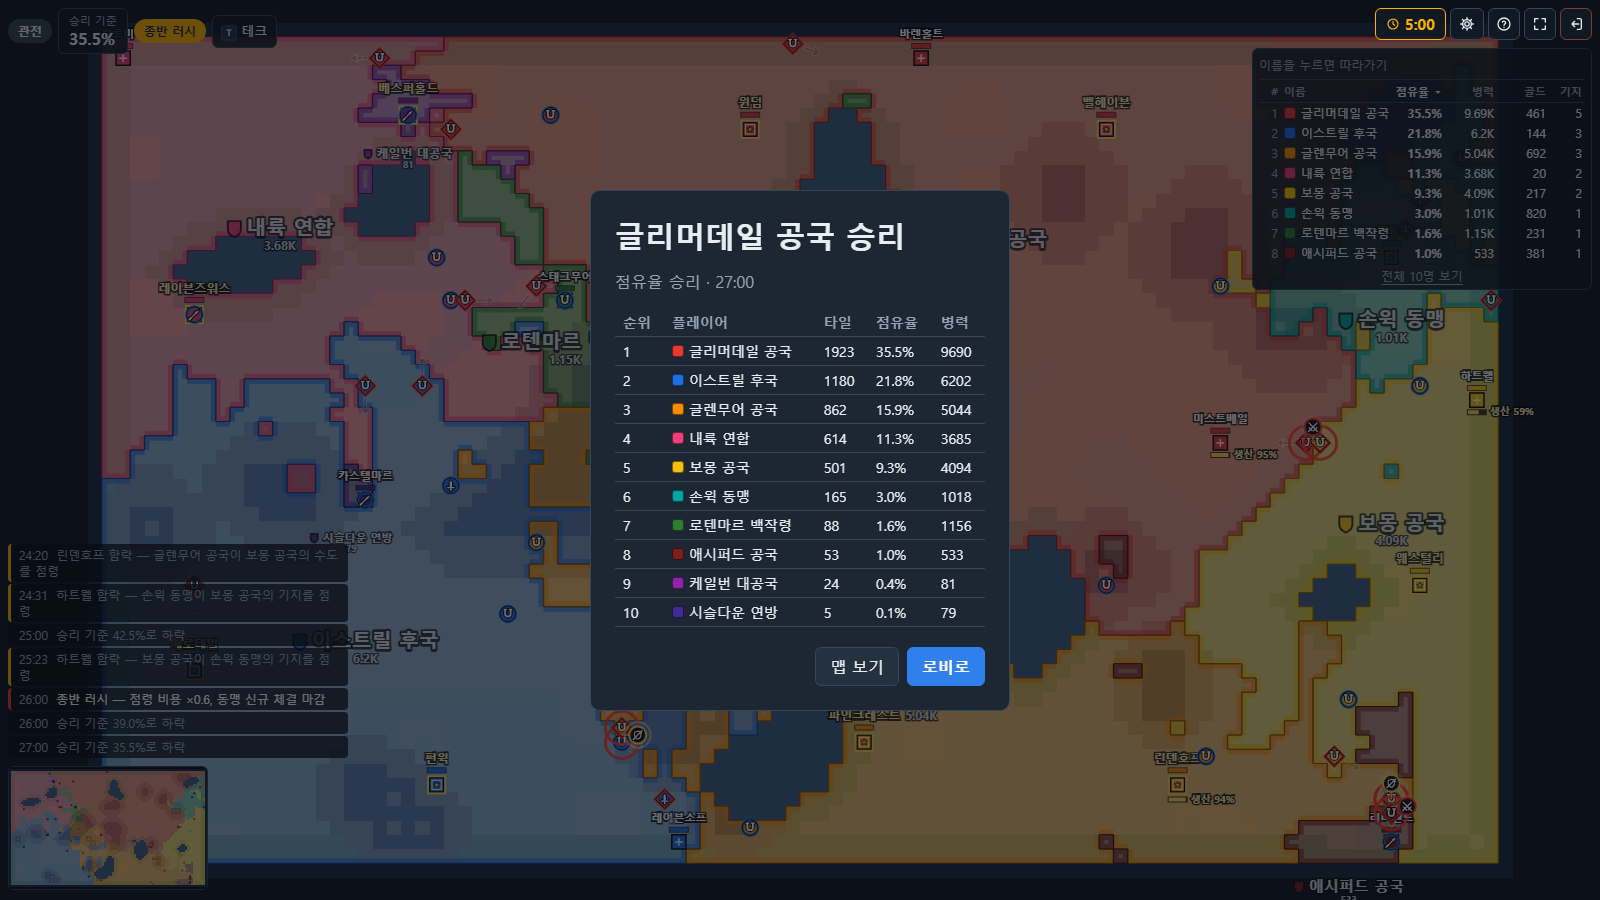 관전
승리 기준
35.5%
종반 러시
T 테크
5:00
이름을 누르면 따라가기
# 이름 점유율 병력 골드 기지
1 글리머데일 공국 35.5% 9.69K 461 5
2 이스트릴 후국 21.8% 6.2K 144 3
3 글렌무어 공국 15.9% 5.04K 692 3
4 내륙 연합 11.3% 3.68K 20 2
5 보몽 공국 9.3% 4.09K 217 2
6 손윅 동맹 3.0% 1.01K 820 1
7 로텐마르 백작령 1.6% 1.15K 231 1
8 애시퍼드 공국 1.0% 533 381 1
전체 10명 보기
바렌홀트
베스퍼홀드
윈덤
벨헤이븐
케일번 대공국
81
내륙 연합
3.68K
공국
스테그무어
레이븐즈워스
로텐마르
1.15K
손윅 동맹
1.01K
하트웰
생산 59%
미스트베일
생산 95%
카스텔마르
시슬다운 연방
79
보몽 공국
4.09K
웨스틸리
글리머데일 공국 승리
점유율 승리 · 27:00
순위 플레이어 타일 점유율 병력
1 글리머데일 공국 1923 35.5% 9690
2 이스트릴 후국 1180 21.8% 6202
3 글렌무어 공국 862 15.9% 5044
4 내륙 연합 614 11.3% 3685
5 보몽 공국 501 9.3% 4094
6 손윅 동맹 165 3.0% 1018
7 로텐마르 백작령 88 1.6% 1156
8 애시퍼드 공국 53 1.0% 533
9 케일번 대공국 24 0.4% 81
10 시슬다운 연방 5 0.1% 79
맵 보기
로비로
24:20 린덴호프 함락 — 글렌무어 공국이 보몽 공국의 수도
를 점령
24:31 하트웰 함락 — 손윅 동맹이 보몽 공국의 기지를 점
령
25:00 승리 기준 42.5%로 하락
25:23 하트웰 함락 — 보몽 공국이 손윅 동맹의 기지를 점
령
26:00 종반 러시 — 점령 비용 ×0.6, 동맹 신규 체결 마감
26:00 승리 기준 39.0%로 하락
27:00 승리 기준 35.5%로 하락
이스트릴 후국
6.2K
파인크레스트 5.04K
편윅
린덴호프
생산 94%
레이븐소프
애시퍼드 공국
533